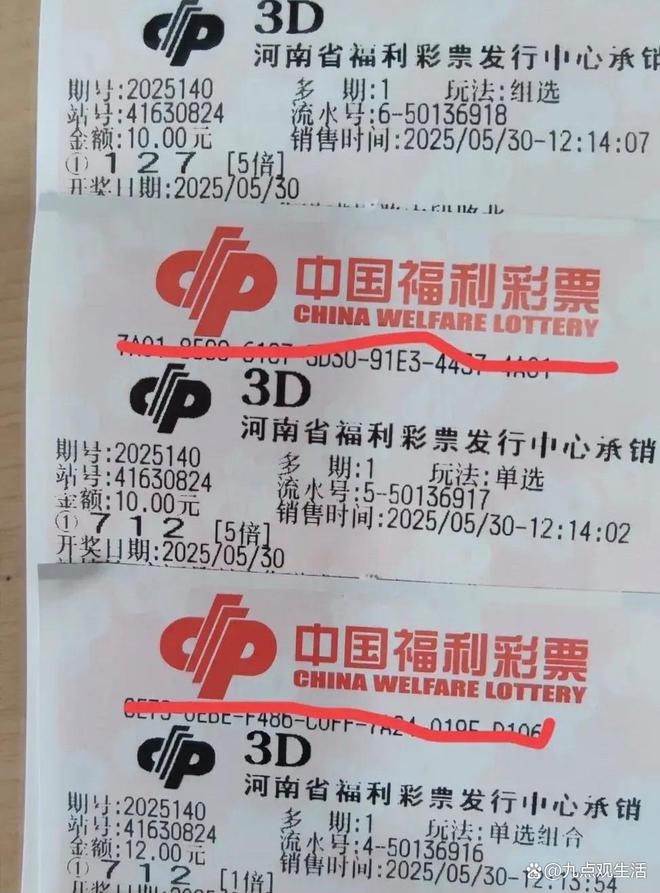 3D
河南省福利彩票发行中心承销
期号:2025140 多 期:1 玩法:组选
站号:41630824 流水号:6-50136918
金额:10.00元 销售时间:2025/05/30-12:14:07
① 1 2 7 [5倍]
开奖日期:2025/05/30
中国福利彩票
CHINA WELFARE LOTTERY
3D
河南省福利彩票发行中心承销
期号:2025140 多 期:1 玩法:单选
站号:41630824 流水号:5-50136917
金额:10.00元 销售时间:2025/05/30-12:14:02
① 7 1 2 [5倍]
开奖日期:2025/05/30
中国福利彩票
CHINA WELFARE LOTTERY
3D
河南省福利彩票发行中心承销
期号:2025140 多 期:1 玩法:单选组合
站号:41630824 流水号:4-50136916
金额:12.00元 销售时间:2025/05/30-12:
① 7 1 2 [1倍]
@九点观生活